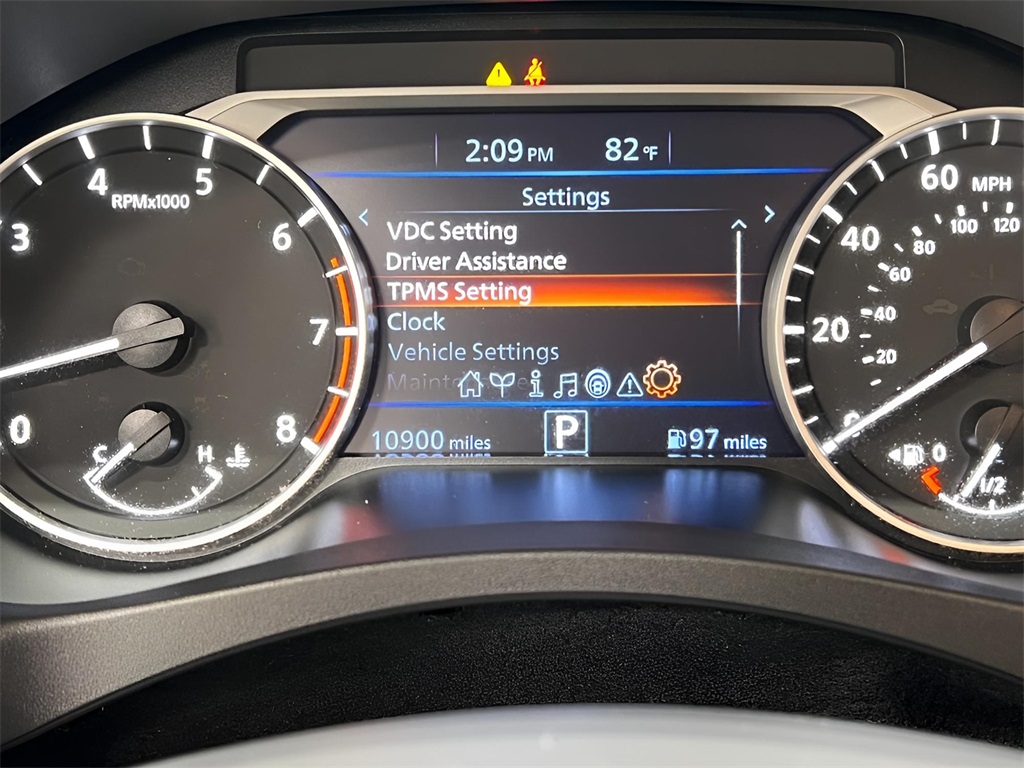 2:09 PM 82 °F
Settings
VDC Setting
Driver Assistance
TPMS Setting
Clock
Vehicle Settings
10900 miles
P
97 miles
3
4
5
6
7
8
0
RPMx1000
C
H
0
20
40
60
MPH
20
40
60
80
100
120
0
1/2